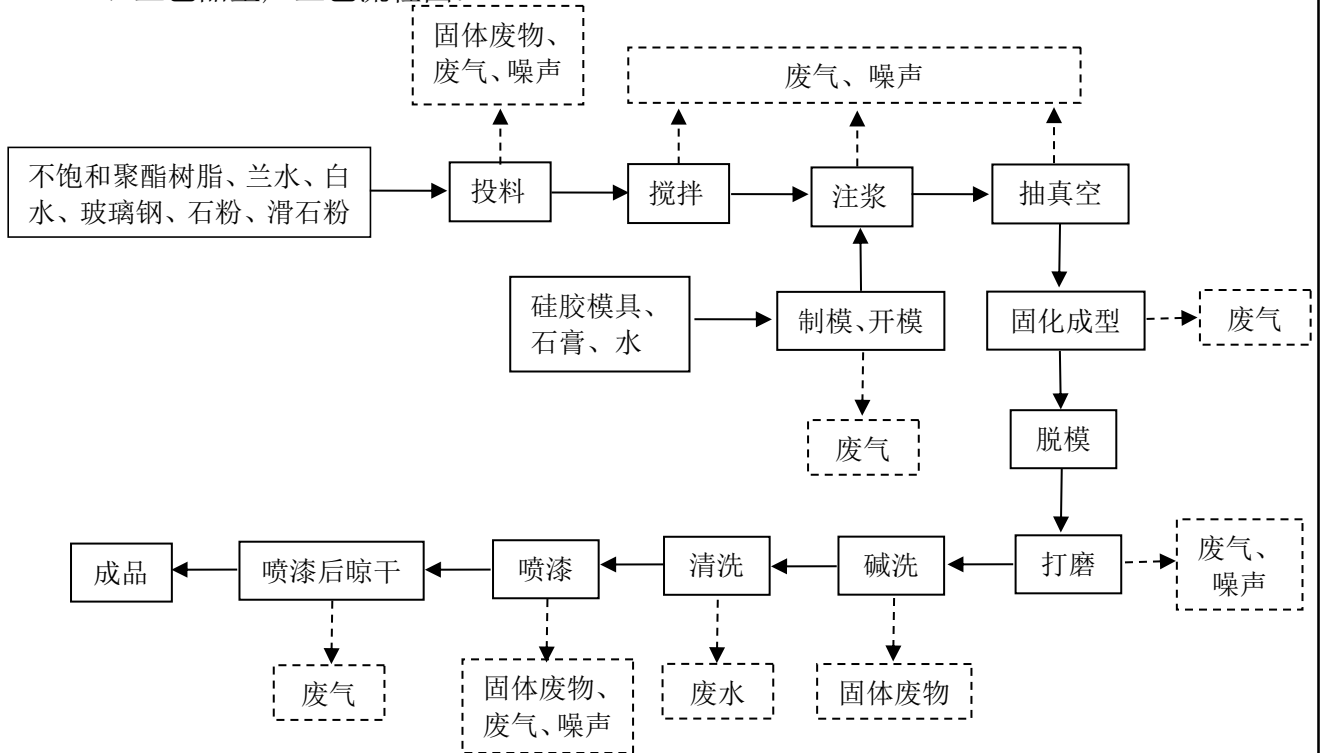 固体废物、
废气、噪声
废气、噪声
不饱和聚酯树脂、兰水、白
水、玻璃钢、石粉、滑石粉
投料
搅拌
注浆
抽真空
硅胶模具、
石膏、水
制模、开模
固化成型
废气
废气
脱模
打磨
废气、
噪声
成品
喷漆后晾干
喷漆
清洗
碱洗
废气
固体废物、
废气、噪声
废水
固体废物